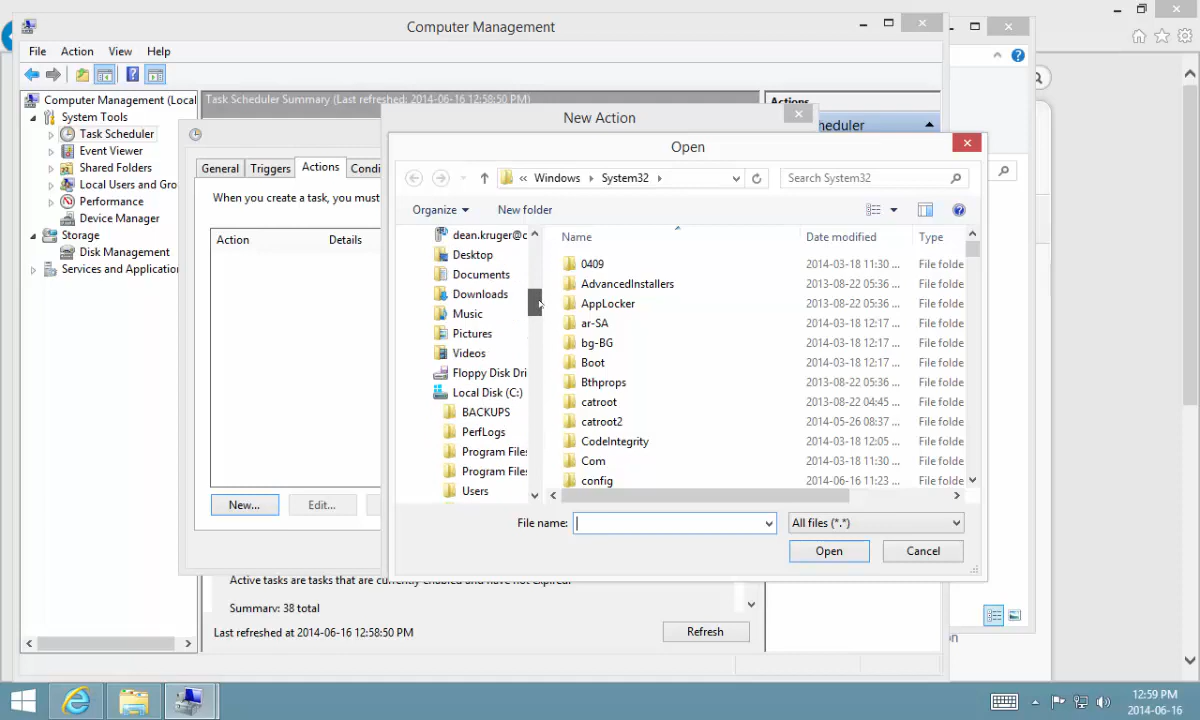 Computer Management
File Action View Help
Computer Management (Local
System Tools
Task Scheduler
Event Viewer
Shared Folders
Local Users and Gro
Performance
Device Manager
Storage
Disk Management
Services and Application
Task Scheduler Summary (Last refreshed: 2014-06-16 12:58:50 PM)
Actions
heduler
New Action
General Triggers Actions Condi
When you create a task, you must
Action Details
New... Edit...
Active tasks are tasks that are currently enabled and have not expired.
Summary: 38 total
Last refreshed at 2014-06-16 12:58:50 PM
Refresh
Open
« Windows System32
Search System32
Organize New folder
dean.kruger@c
Desktop
Documents
Downloads
Music
Pictures
Videos
Floppy Disk Dri
Local Disk (C:)
BACKUPS
PerfLogs
Program Files
Program Files
Users
Name Date modified Type
0409 2014-03-18 11:30 ... File folde
AdvancedInstallers 2013-08-22 05:36 ... File folde
AppLocker 2013-08-22 05:36 ... File folde
ar-SA 2014-03-18 12:17 ... File folde
bg-BG 2014-03-18 12:17 ... File folde
Boot 2014-03-18 12:17 ... File folde
Bthprops 2013-08-22 05:36 ... File folde
catroot 2013-08-22 04:45 ... File folde
catroot2 2014-05-26 08:37 ... File folde
CodeIntegrity 2014-03-18 12:05 ... File folde
Com 2014-03-18 11:30 ... File folde
config 2014-06-16 11:23 ... File folde
File name:
All files (*.*)
Open Cancel
12:59 PM
2014-06-16